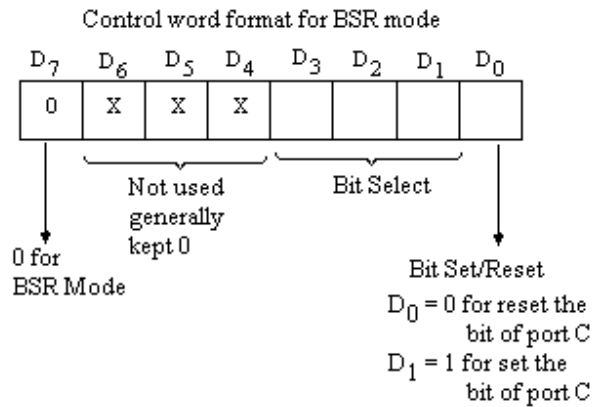 Control word format for BSR mode
D7 D6 D5 D4 D3 D2 D1 D0
0 X X X
Not used
generally
kept 0
Bit Select
0 for
BSR Mode
Bit Set/Reset
D0 = 0 for reset the
bit of port C
D1 = 1 for set the
bit of port C